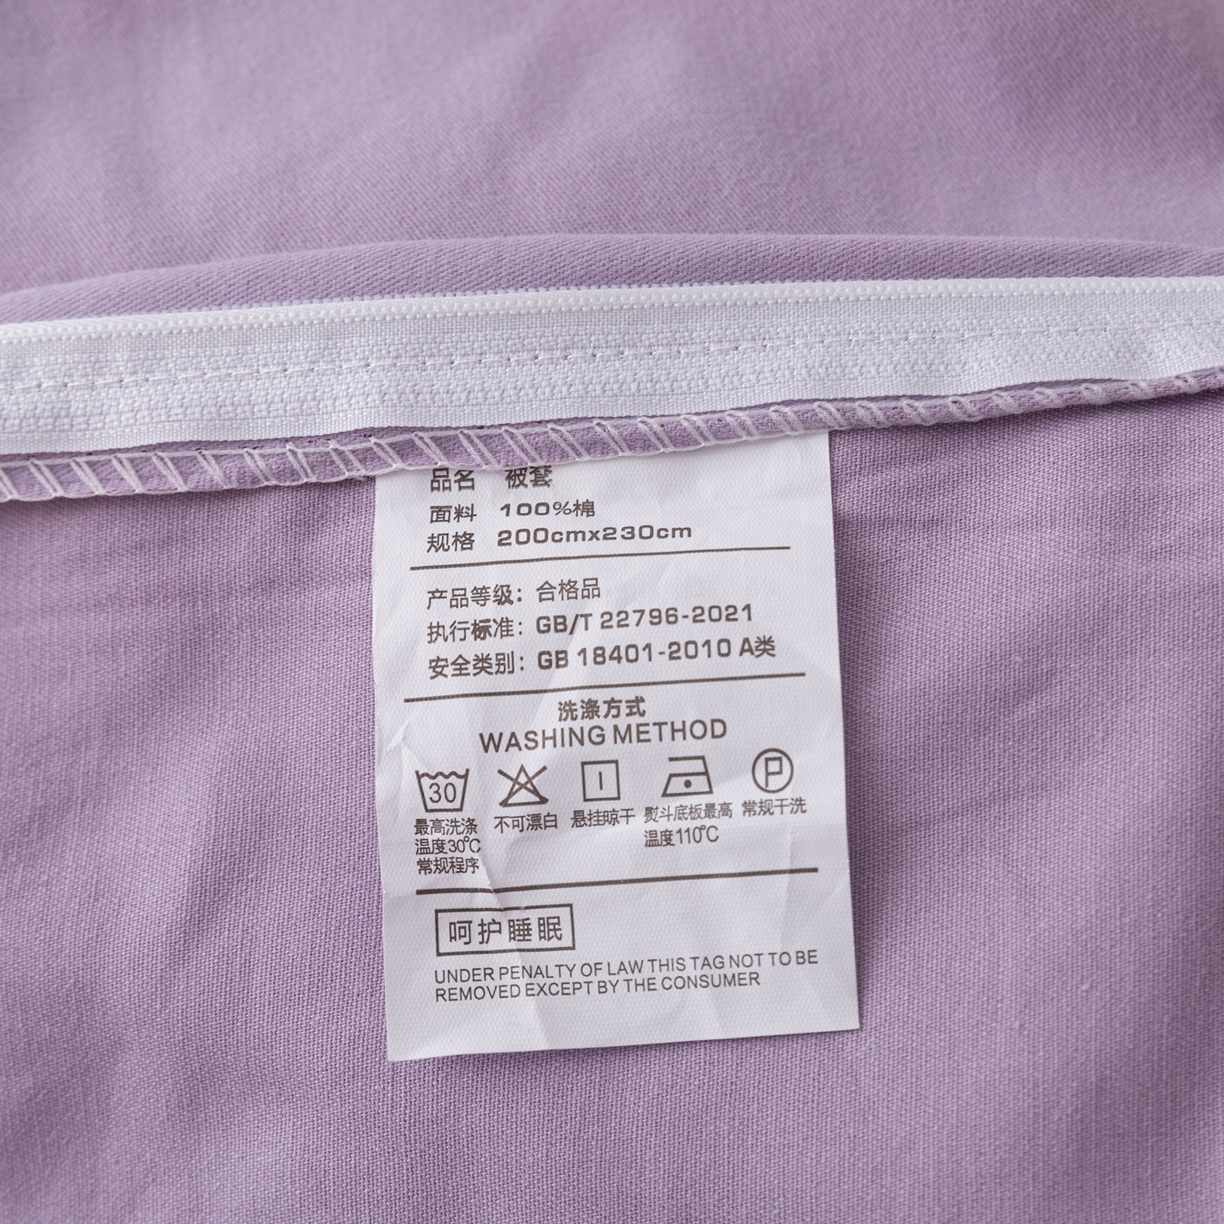 品名 被套
面料 100%棉
规格 200cmx230cm
产品等级：合格品
执行标准：GB/T 22796-2021
安全类别：GB 18401-2010 A类
洗涤方式
WASHING METHOD
30
P
最高洗涤
温度30℃
常规程序
不可漂白
悬挂晾干
熨斗底板最高
温度110℃
常规干洗
呵护睡眠
UNDER PENALTY OF LAW THIS TAG NOT TO BE
REMOVED EXCEPT BY THE CONSUMER